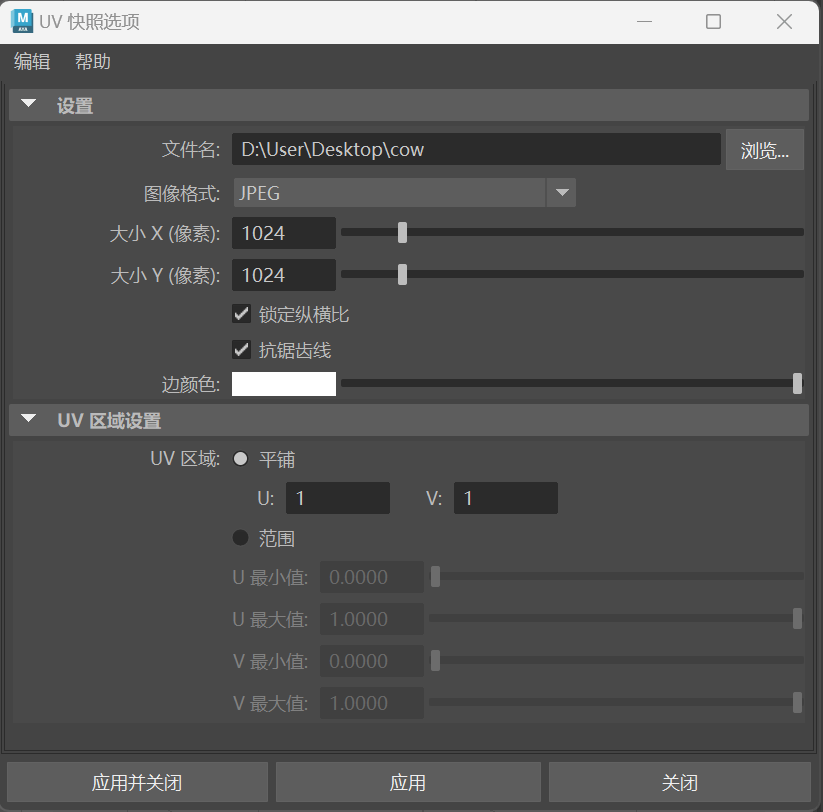 M
AYA
UV 快照选项
编辑 帮助
设置
文件名: D:\User\Desktop\cow 浏览...
图像格式: JPEG
大小 X (像素): 1024
大小 Y (像素): 1024
锁定纵横比
抗锯齿线
边颜色:
UV 区域设置
UV 区域: 平铺
U: 1 V: 1
范围
U 最小值: 0.0000
U 最大值: 1.0000
V 最小值: 0.0000
V 最大值: 1.0000
应用并关闭 应用 关闭